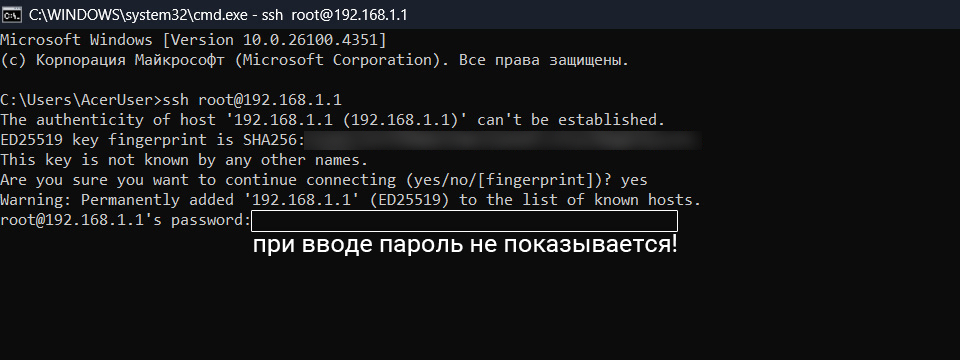 C:\WINDOWS\system32\cmd.exe - ssh root@192.168.1.1
Microsoft Windows [Version 10.0.26100.4351]
(c) Корпорация Майкрософт (Microsoft Corporation). Все права защищены.
C:\Users\AcerUser>ssh root@192.168.1.1
The authenticity of host '192.168.1.1 (192.168.1.1)' can't be established.
ED25519 key fingerprint is SHA256:
This key is not known by any other names.
Are you sure you want to continue connecting (yes/no/[fingerprint])? yes
Warning: Permanently added '192.168.1.1' (ED25519) to the list of known hosts.
root@192.168.1.1's password:
при вводе пароль не показывается!